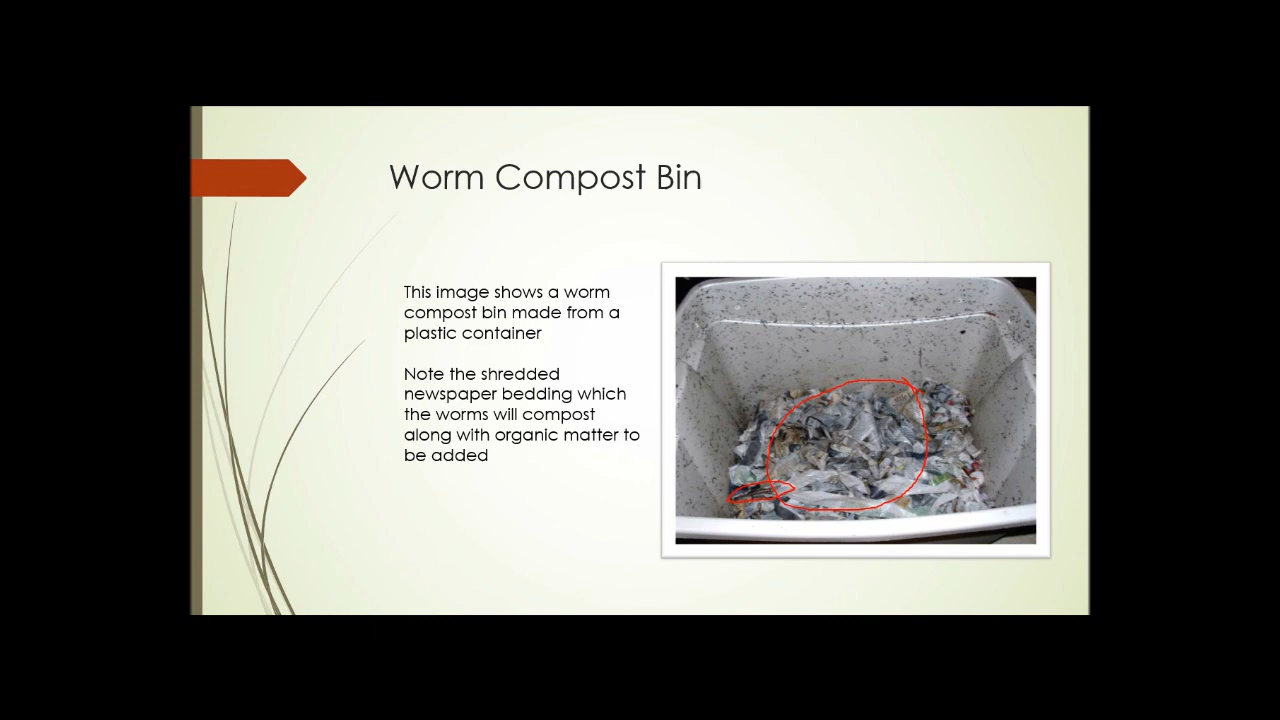 Worm Compost Bin
This image shows a worm
compost bin made from a
plastic container
Note the shredded
newspaper bedding which
the worms will compost
along with organic matter to
be added